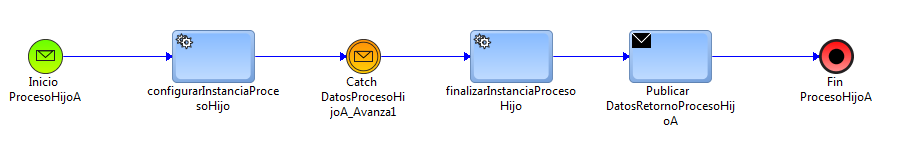 Inicio
ProcesoHijoA
configurarInstanciaProce
soHijo
Catch
DatosProcesoHi
joA_Avanza1
finalizarInstanciaProceso
Hijo
Publicar
DatosRetornoProcesoHij
oA
Fin
ProcesoHijoA